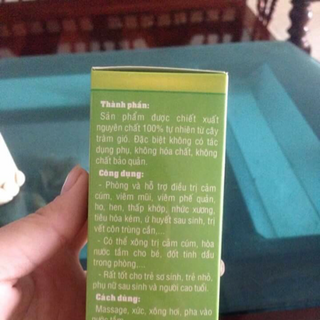 Thành phần:
Sản phẩm được chiết xuất
nguyên chất 100% tự nhiên từ cây
tràm gió. Đặc biệt không có tác
dụng phụ, không hóa chất, không
chất bảo quản.
Công dụng:
- Phòng và hỗ trợ điều trị cảm
cúm, viêm mũi, viêm phế quản,
ho, hen, thấp khớp, nhức xương,
tiêu hóa kém, ứ huyết sau sinh, trị
vết côn trùng cắn,...
- Có thể xông trị cảm cúm, hòa
nước tắm cho bé, đốt tinh dầu
trong phòng,...
- Rất tốt cho trẻ sơ sinh, trẻ nhỏ,
phụ nữ sau sinh và người cao tuổi.
Cách dùng:
Massage, xức, xông hơi, pha vào
nước tắm